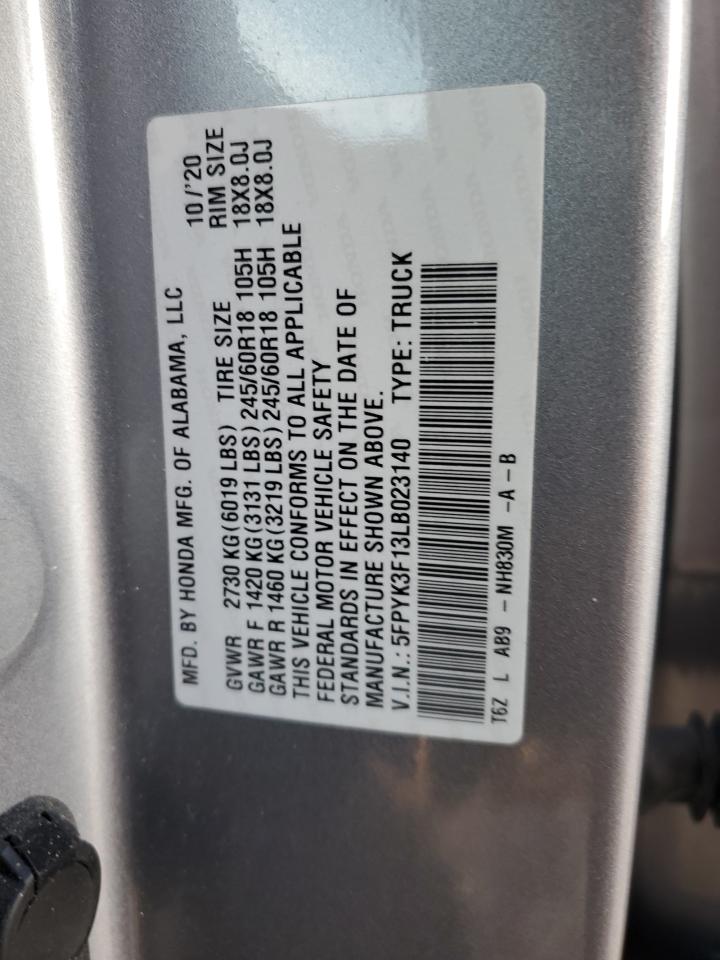 MFD. BY HONDA MFG. OF ALABAMA, LLC 10/'20
GVWR 2730 KG (6019 LBS) TIRE SIZE RIM SIZE
GAWR F 1420 KG (3131 LBS) 245/60R18 105H 18X8.0J
GAWR R 1460 KG (3219 LBS) 245/60R18 105H 18X8.0J
THIS VEHICLE CONFORMS TO ALL APPLICABLE
FEDERAL MOTOR VEHICLE SAFETY
STANDARDS IN EFFECT ON THE DATE OF
MANUFACTURE SHOWN ABOVE.
V.I.N.: 5FPYK3F13LB023140 TYPE: TRUCK
T6Z L AB9 - NH830M -A - B